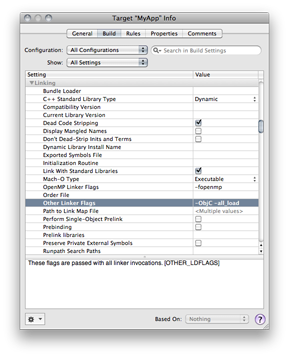 Target "MyApp" Info
General Build Rules Properties Comments
Configuration: All Configurations Search in Build Settings
Show: All Settings
Setting Value
Linking
Bundle Loader
C++ Standard Library Type Dynamic
Compatibility Version
Current Library Version
Dead Code Stripping
Display Mangled Names
Don't Dead-Strip Inits and Terms
Dynamic Library Install Name
Exported Symbols File
Initialization Routine
Link With Standard Libraries
Mach-O Type Executable
OpenMP Linker Flags -fopenmp
Order File
Other Linker Flags -ObjC -all_load
Path to Link Map File <Multiple values>
Perform Single-Object Prelink
Prebinding
Prelink libraries
Preserve Private External Symbols
Runpath Search Paths
These flags are passed with all linker invocations. [OTHER_LDFLAGS]
Based On: Nothing ?